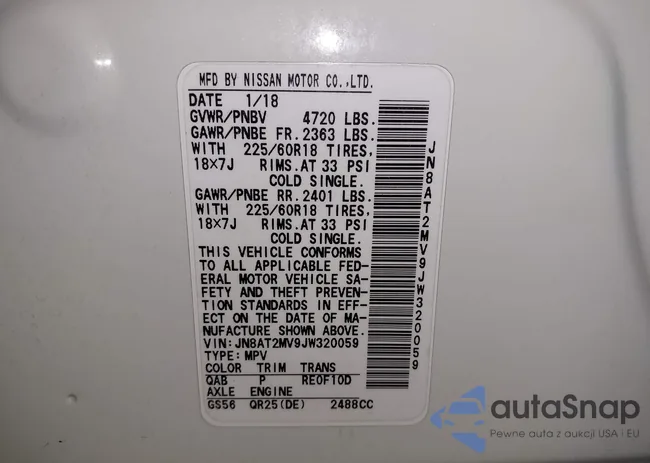 MFD BY NISSAN MOTOR CO.,LTD.
DATE 1/18
GVWR/PNBV 4720 LBS.
GAWR/PNBE FR. 2363 LBS.
WITH 225/60R18 TIRES,
18X7J RIMS.AT 33 PSI
COLD SINGLE.
GAWR/PNBE RR. 2401 LBS.
WITH 225/60R18 TIRES,
18X7J RIMS.AT 33 PSI
COLD SINGLE.
THIS VEHICLE CONFORMS
TO ALL APPLICABLE FED-
ERAL MOTOR VEHICLE SA-
FETY AND THEFT PREVEN-
TION STANDARDS IN EFF-
ECT ON THE DATE OF MA-
NUFACTURE SHOWN ABOVE.
VIN: JN8AT2MV9JW320059
TYPE: MPV
COLOR TRIM TRANS
QAB P RE0F10D
AXLE ENGINE
GS56 QR25(DE) 2488CC
JN8AT2MV9JW320059
autaSnap
Pewne auta z aukcji USA i EU